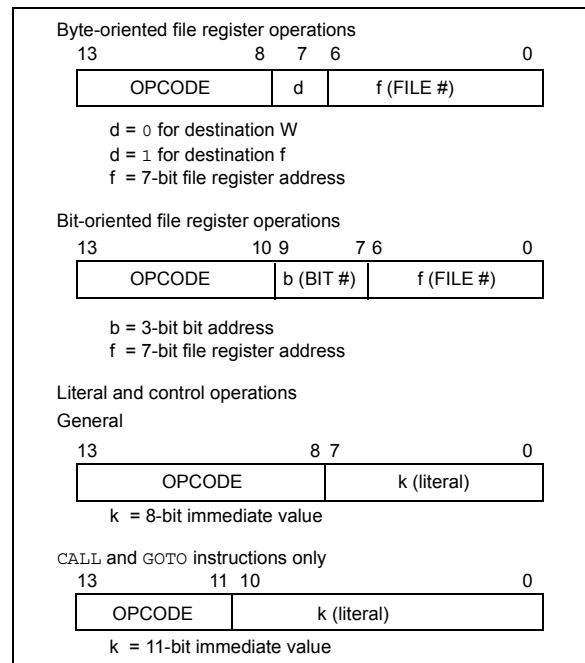 Byte-oriented file register operations
13 8 7 6 0
OPCODE d f (FILE #)
d = 0 for destination W
d = 1 for destination f
f = 7-bit file register address
Bit-oriented file register operations
13 10 9 7 6 0
OPCODE b (BIT #) f (FILE #)
b = 3-bit bit address
f = 7-bit file register address
Literal and control operations
General
13 8 7 0
OPCODE k (literal)
k = 8-bit immediate value
CALL and GOTO instructions only
13 11 10 0
OPCODE k (literal)
k = 11-bit immediate value